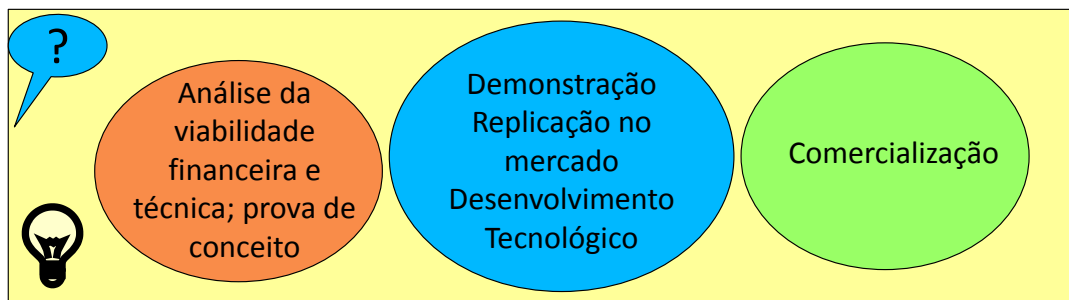 ?
Análise da
viabilidade
financeira e
técnica; prova de
conceito
Demonstração
Replicação no
mercado
Desenvolvimento
Tecnológico
Comercialização